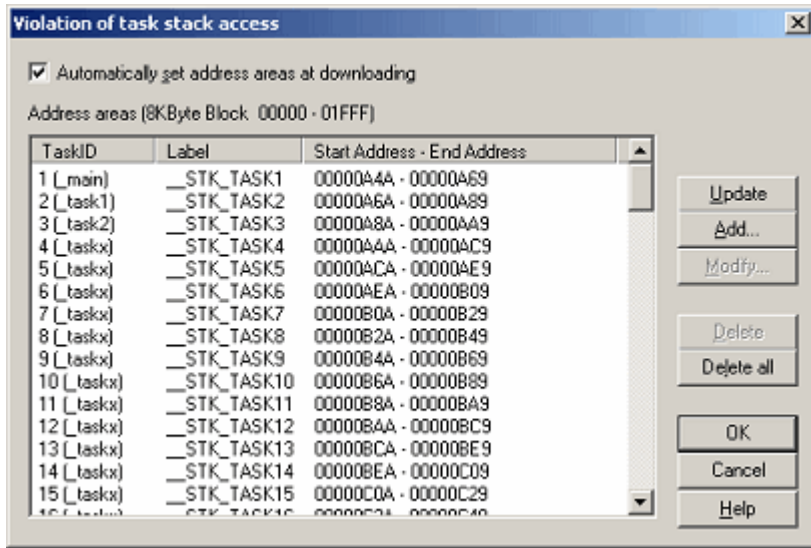 Violation of task stack access
Automatically set address areas at downloading
Address areas (8KByte Block 00000 - 01FFF)
TaskID Label Start Address - End Address
1 (_main) __STK_TASK1 00000A4A - 00000A69
2 (_task1) __STK_TASK2 00000A6A - 00000A89
3 (_task2) __STK_TASK3 00000A8A - 00000AA9
4 (_taskx) __STK_TASK4 00000AAA - 00000AC9
5 (_taskx) __STK_TASK5 00000ACA - 00000AE9
6 (_taskx) __STK_TASK6 00000AEA - 00000B09
7 (_taskx) __STK_TASK7 00000B0A - 00000B29
8 (_taskx) __STK_TASK8 00000B2A - 00000B49
9 (_taskx) __STK_TASK9 00000B4A - 00000B69
10 (_taskx) __STK_TASK10 00000B6A - 00000B89
11 (_taskx) __STK_TASK11 00000B8A - 00000BA9
12 (_taskx) __STK_TASK12 00000BAA - 00000BC9
13 (_taskx) __STK_TASK13 00000BCA - 00000BE9
14 (_taskx) __STK_TASK14 00000BEA - 00000C09
15 (_taskx) __STK_TASK15 00000C0A - 00000C29
Update
Add...
Modfy...
Delete
Delete all
OK
Cancel
Help